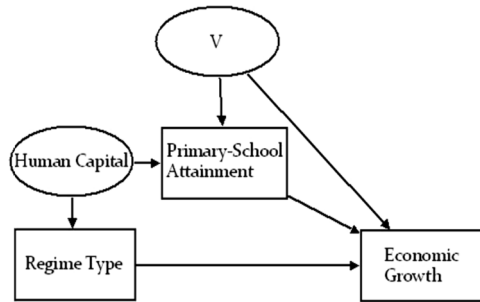 V
Human Capital
Primary-School
Attainment
Regime Type
Economic
Growth